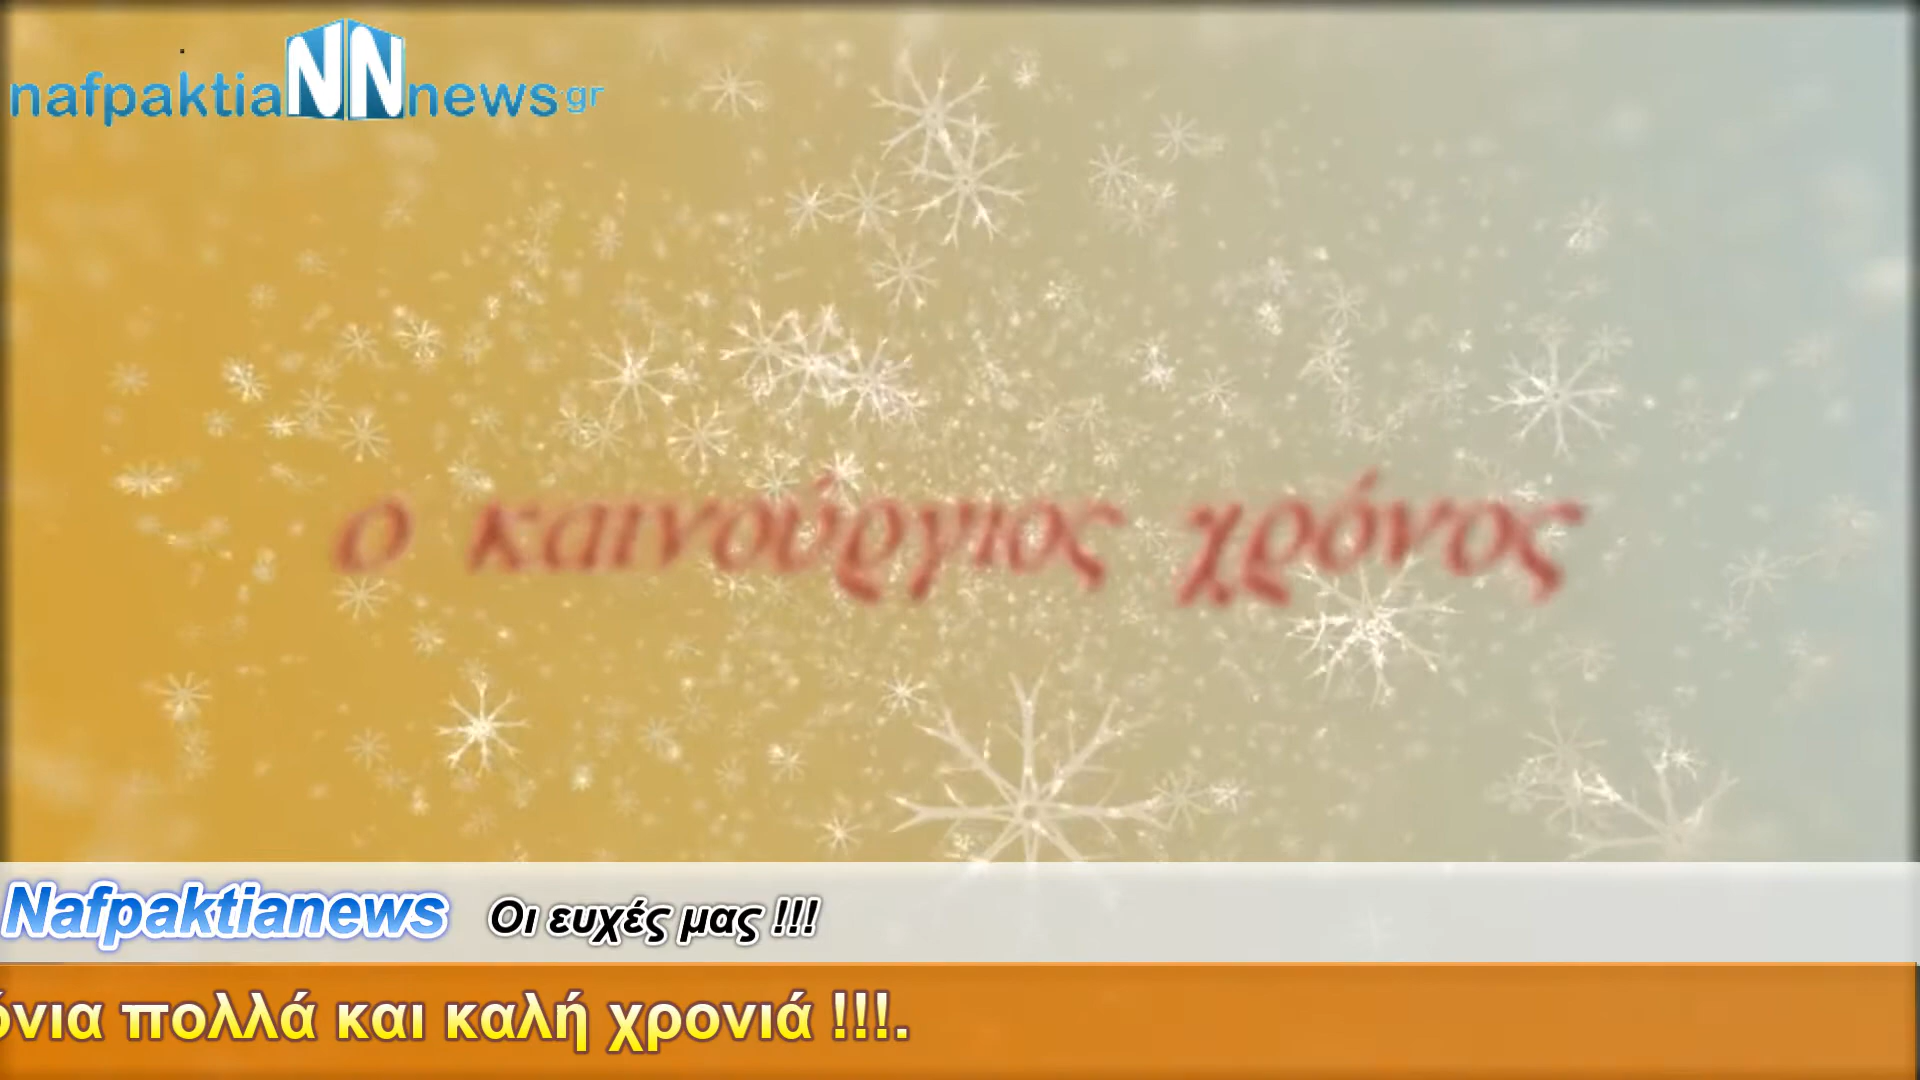 nafpaktiaNNnews.gr
ο καινούργιος χρόνος
Nafpaktianews Οι ευχές μας !!!
όνια πολλά και καλή χρονιά !!!.